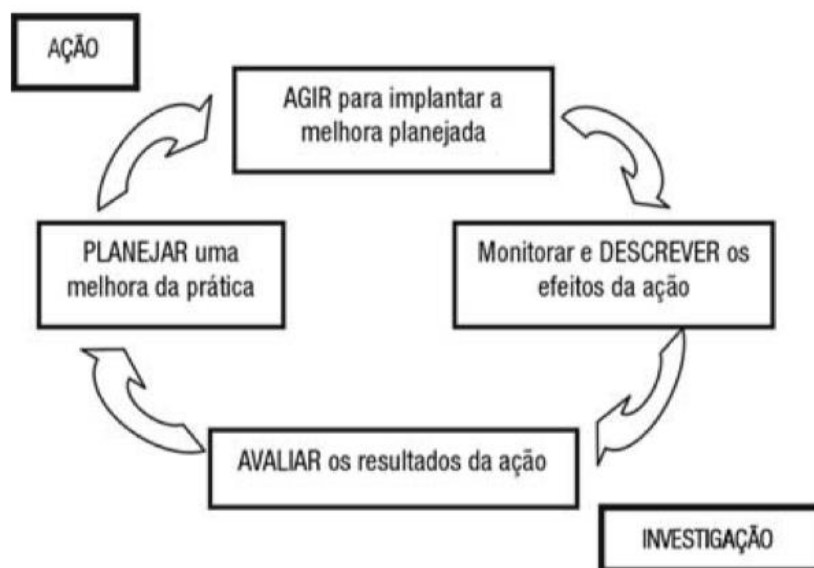 AÇÃO
AGIR para implantar a
melhora planejada
PLANEJAR uma
melhora da prática
Monitorar e DESCREVER os
efeitos da ação
AVALIAR os resultados da ação
INVESTIGAÇÃO